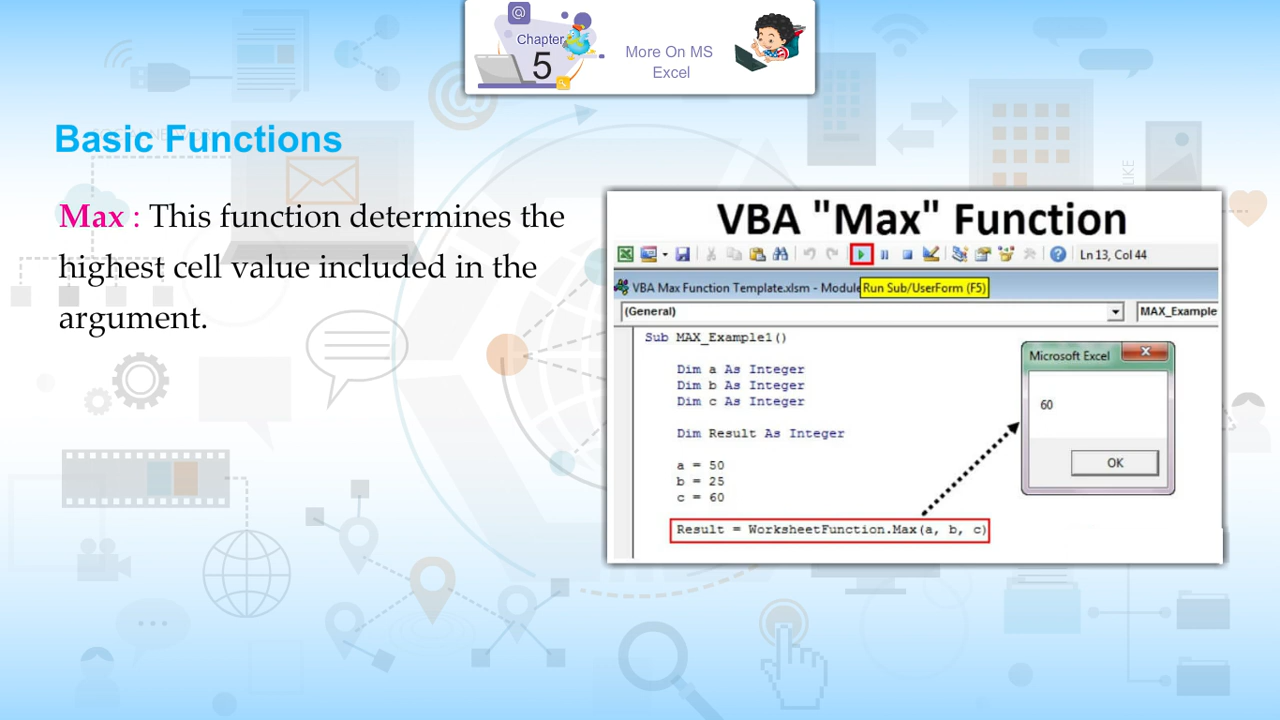 @
Chapter
5
More On MS
Excel
Basic Functions
Max : This function determines the
highest cell value included in the
argument.
VBA "Max" Function
Ln 13, Col 44
VBA Max Function Template.xlsm - Module
Run Sub/UserForm (F5)
(General)
MAX_Example
Sub MAX_Example1()
Dim a As Integer
Dim b As Integer
Dim c As Integer
Dim Result As Integer
a = 50
b = 25
c = 60
Result = WorksheetFunction.Max(a, b, c)
Microsoft Excel
60
OK
@
LIKE